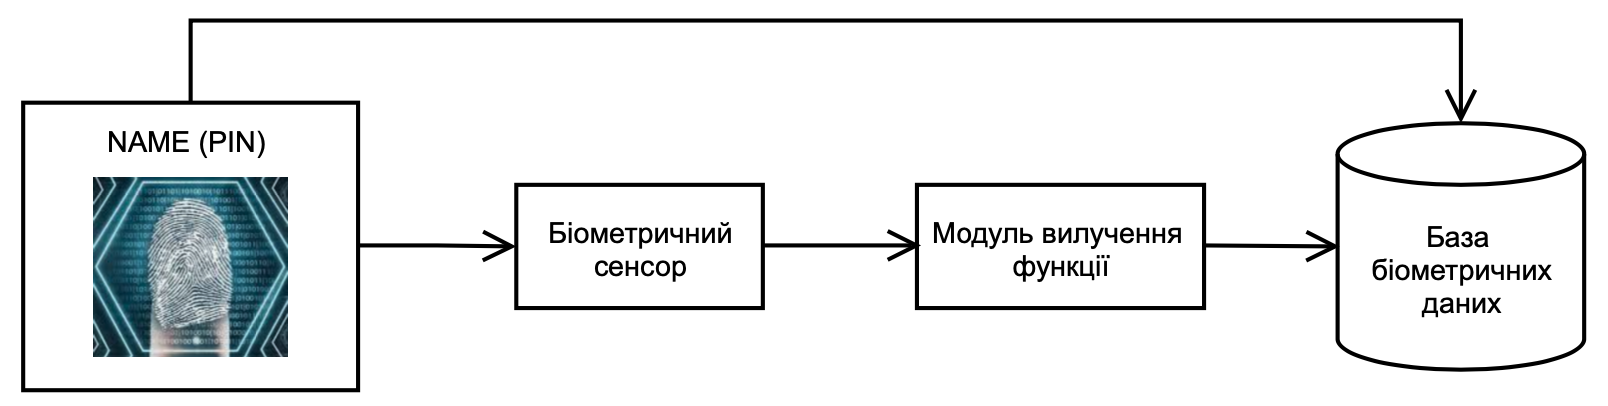 NAME (PIN)
Біометричний
сенсор
Модуль вилучення
функції
База
біометричних
даних